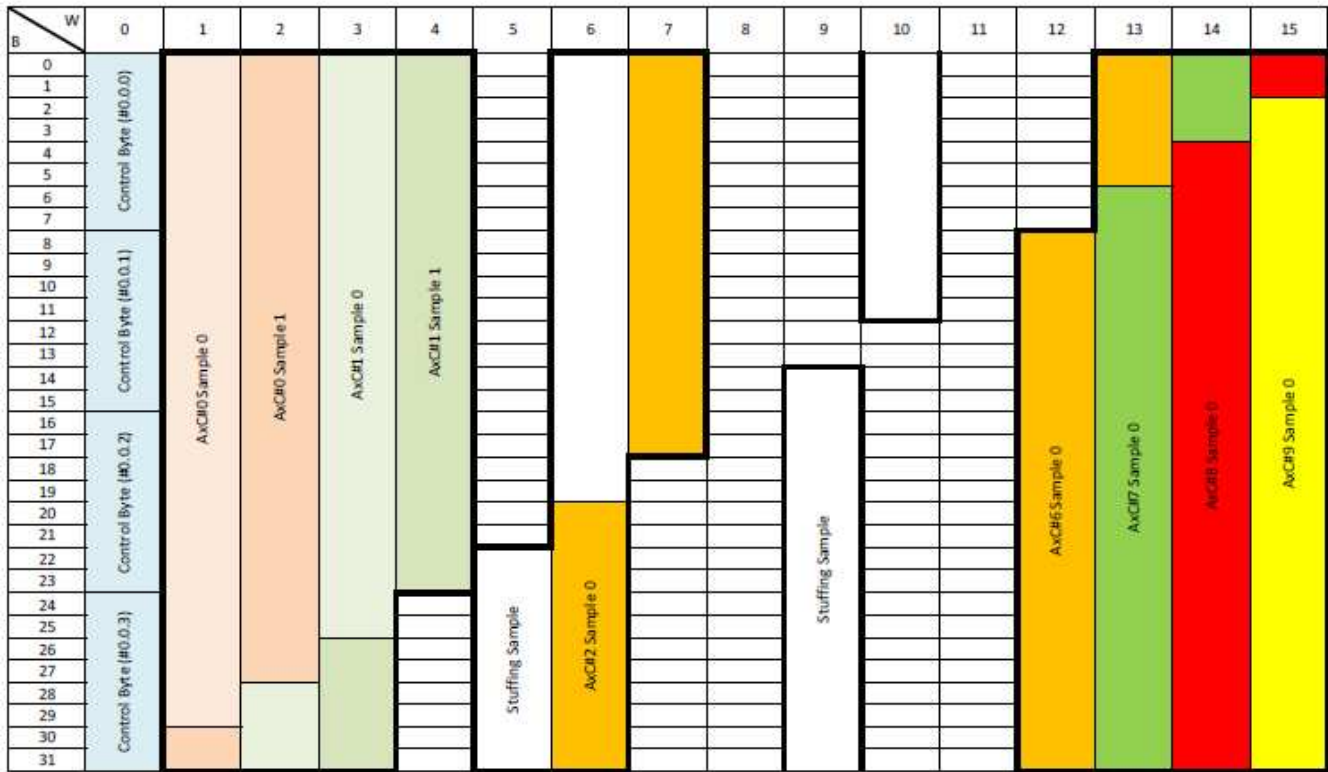 W
B
0 1 2 3 4 5 6 7 8 9 10 11 12 13 14 15
0
1
2
3
4
5
6
7
8
9
10
11
12
13
14
15
16
17
18
19
20
21
22
23
24
25
26
27
28
29
30
31
Control Byte (#0.0.0)
Control Byte (#0.0.1)
Control Byte (#0.0.2)
Control Byte (#0.0.3)
AxC#0 Sample 0
AxC#0 Sample 1
AxC#1 Sample 0
AxC#1 Sample 1
Stuffing Sample
AxC#2 Sample 0
Stuffing Sample
AxC#6 Sample 0
AxC#7 Sample 0
AxC#8 Sample 0
AxC#9 Sample 0